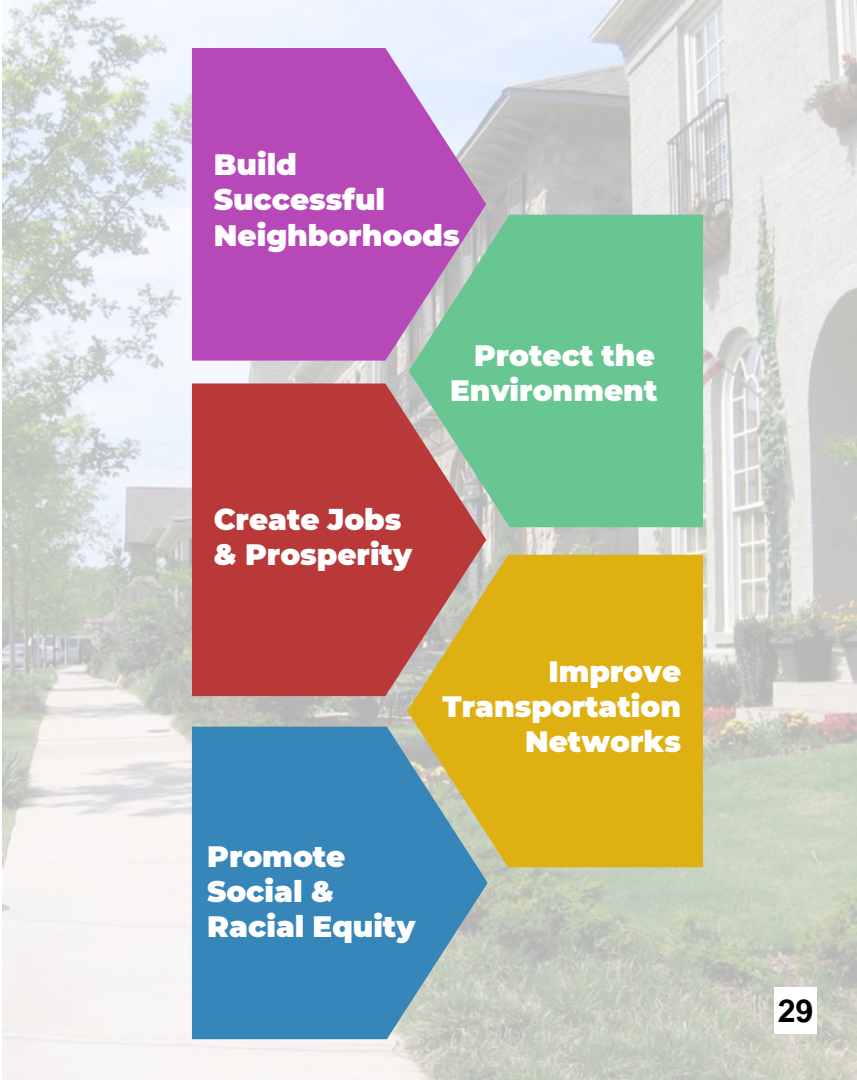 Build
Successful
Neighborhoods
Protect the
Environment
Create Jobs
& Prosperity
Improve
Transportation
Networks
Promote
Social &
Racial Equity
29